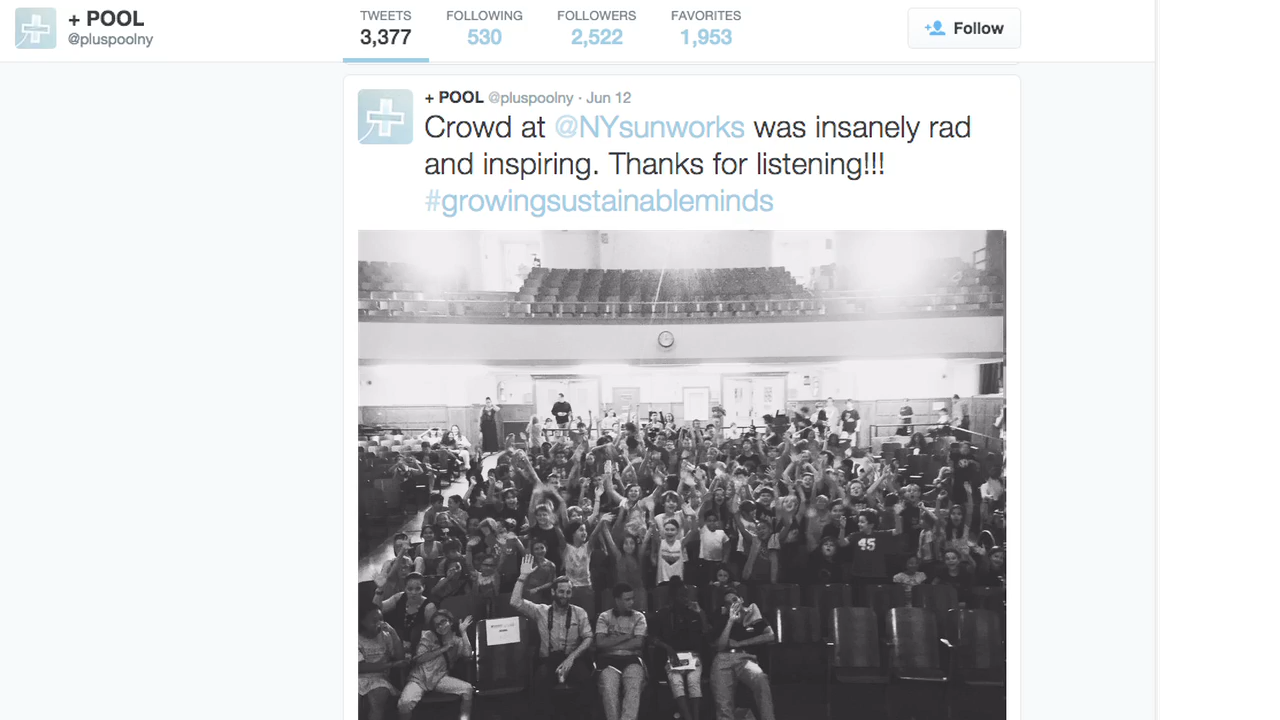 + POOL
@pluspoolny
TWEETS
3,377
FOLLOWING
530
FOLLOWERS
2,522
FAVORITES
1,953
Follow
+ POOL @pluspoolny · Jun 12
Crowd at @NYsunworks was insanely rad
and inspiring. Thanks for listening!!!
#growingsustainableminds
45